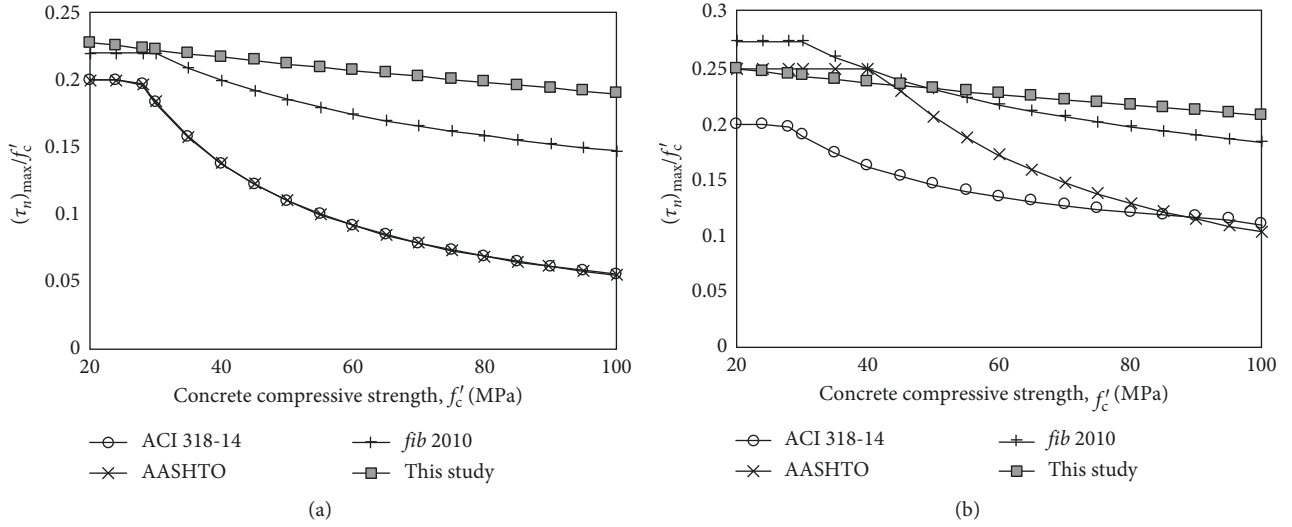 0.25
0.2
0.15
0.1
0.05
0
(τn)max/f′c
20 40 60 80 100
Concrete compressive strength, f′c (MPa)
ACI 318-14
AASHTO
fib 2010
This study
(a)
0.3
0.25
0.2
0.15
0.1
0.05
0
(τn)max/f′c
20 40 60 80 100
Concrete compressive strength, f′c (MPa)
ACI 318-14
AASHTO
fib 2010
This study
(b)